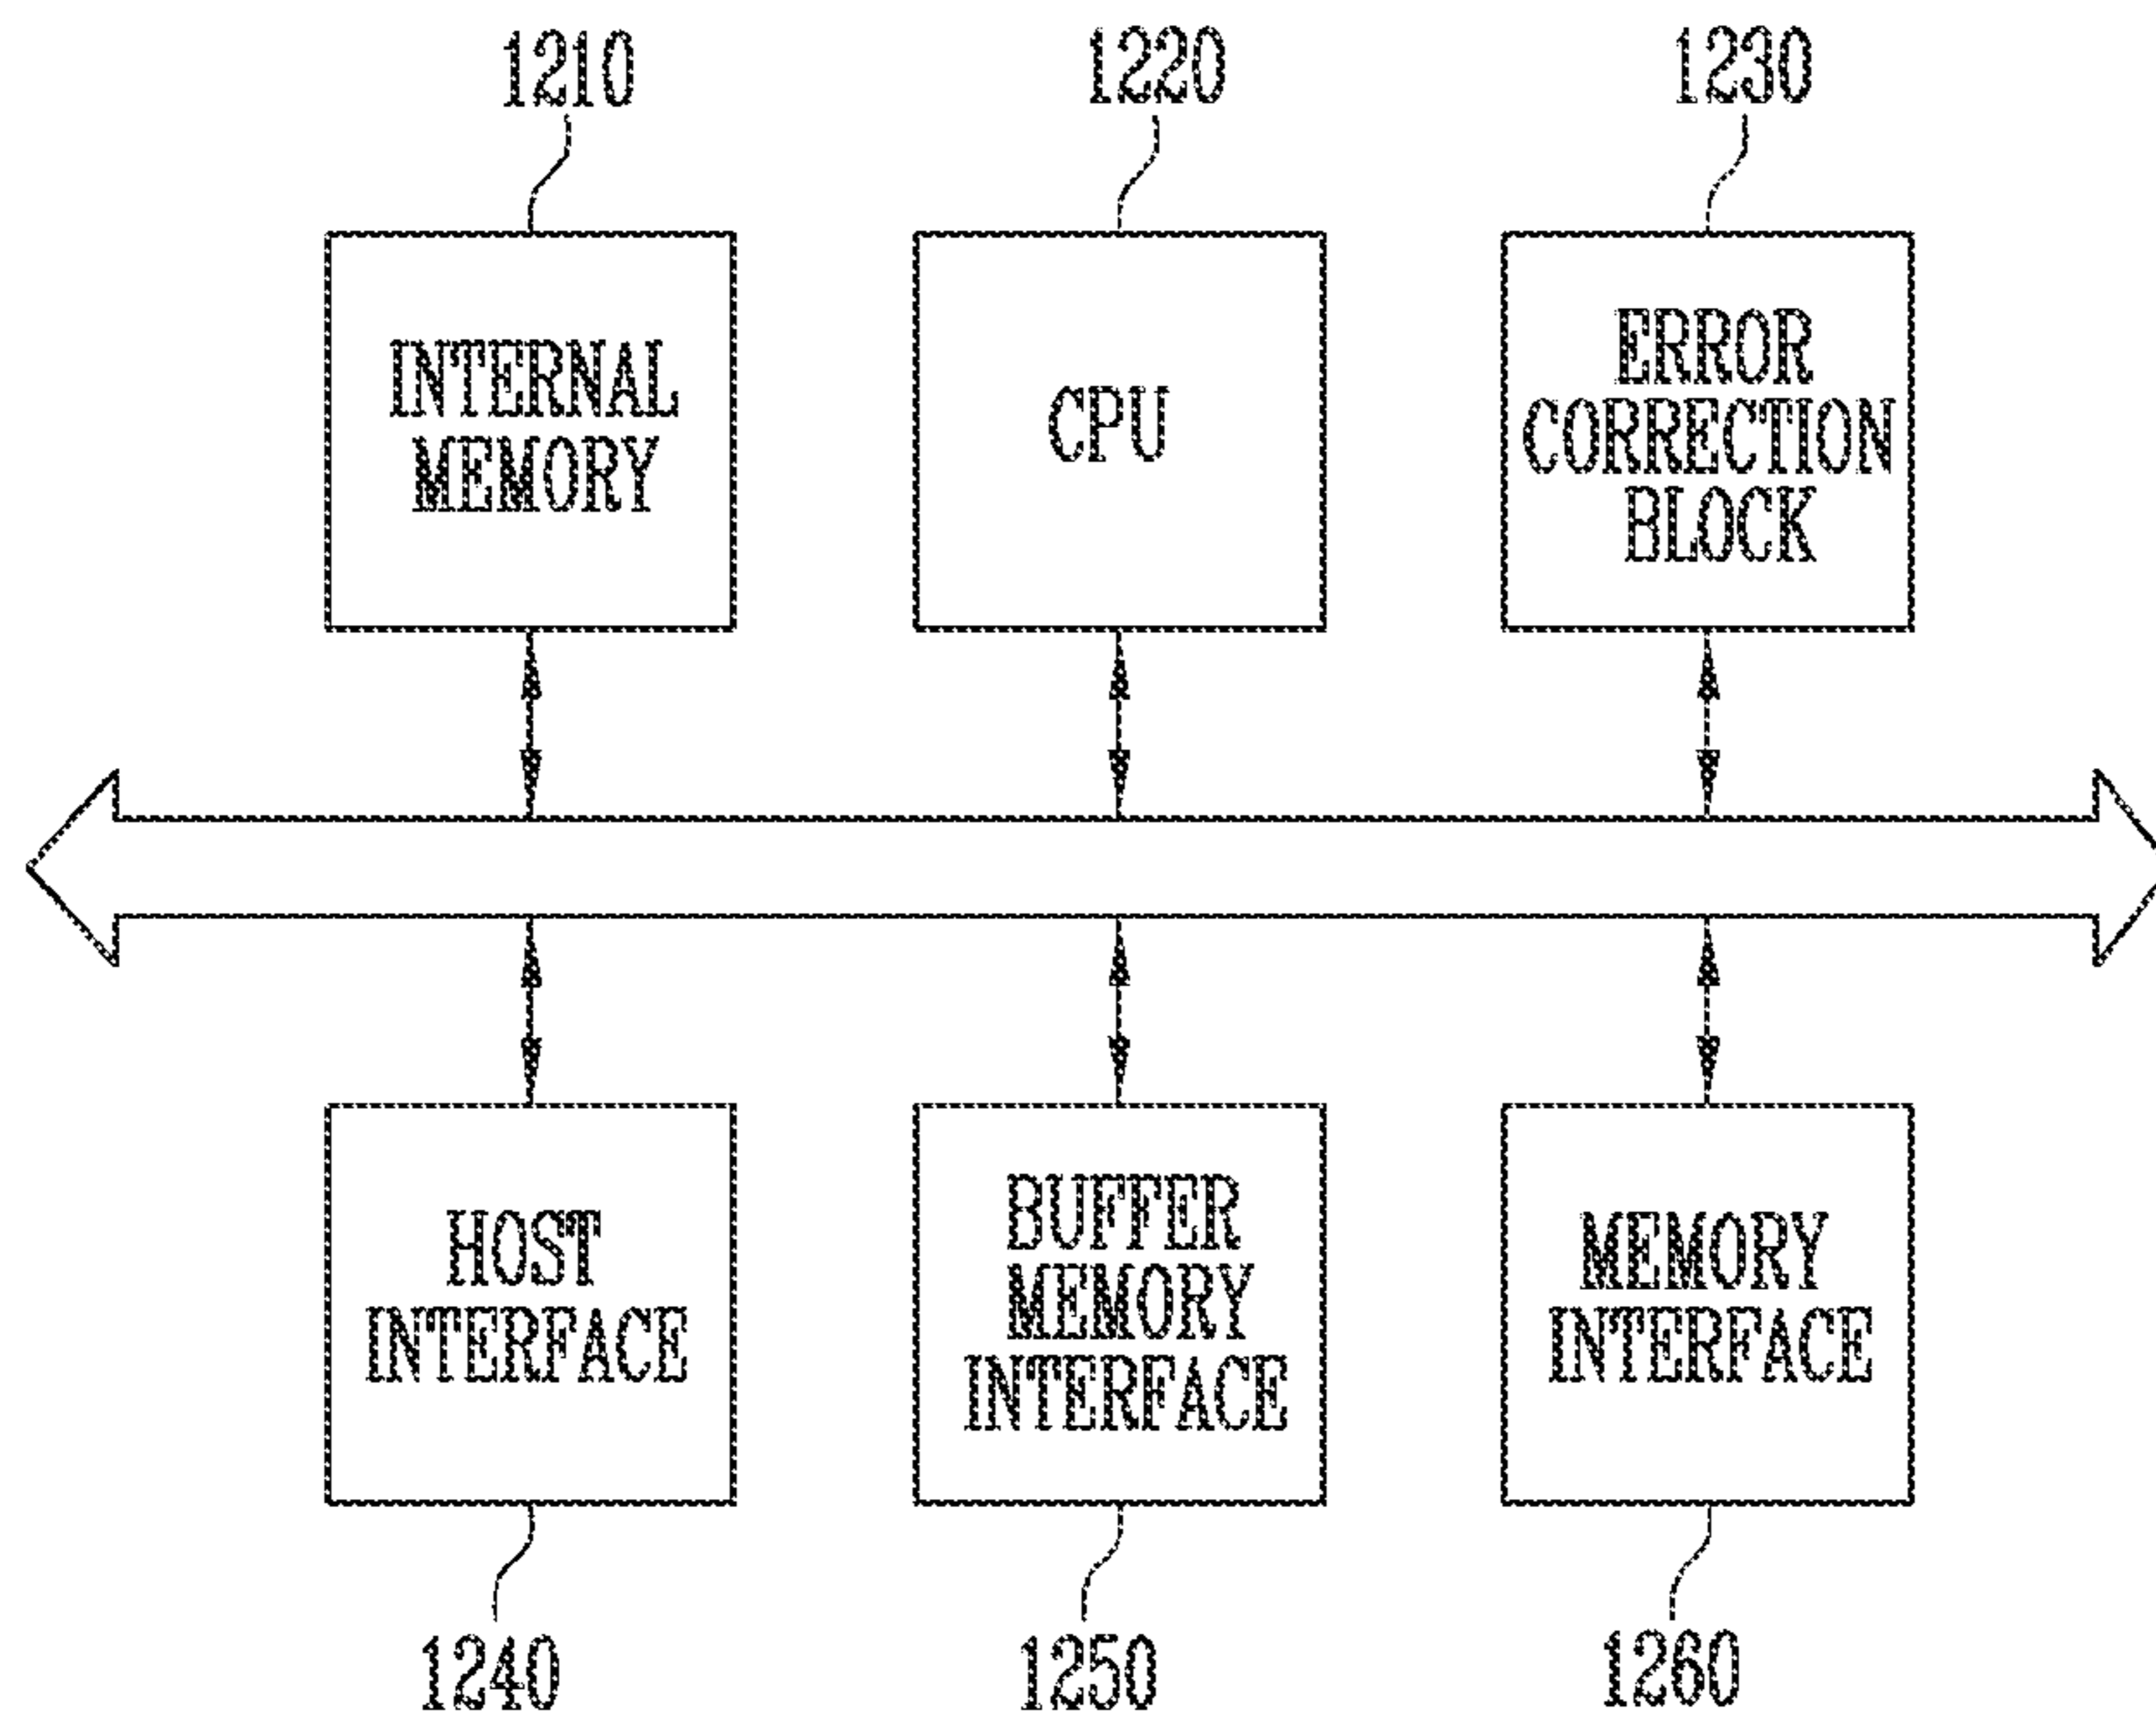 1210
1220
1230
INTERNAL
MEMORY
CPU
ERROR
CORRECTION
BLOCK
HOST
INTERFACE
BUFFER
MEMORY
INTERFACE
MEMORY
INTERFACE
1240
1250
1260